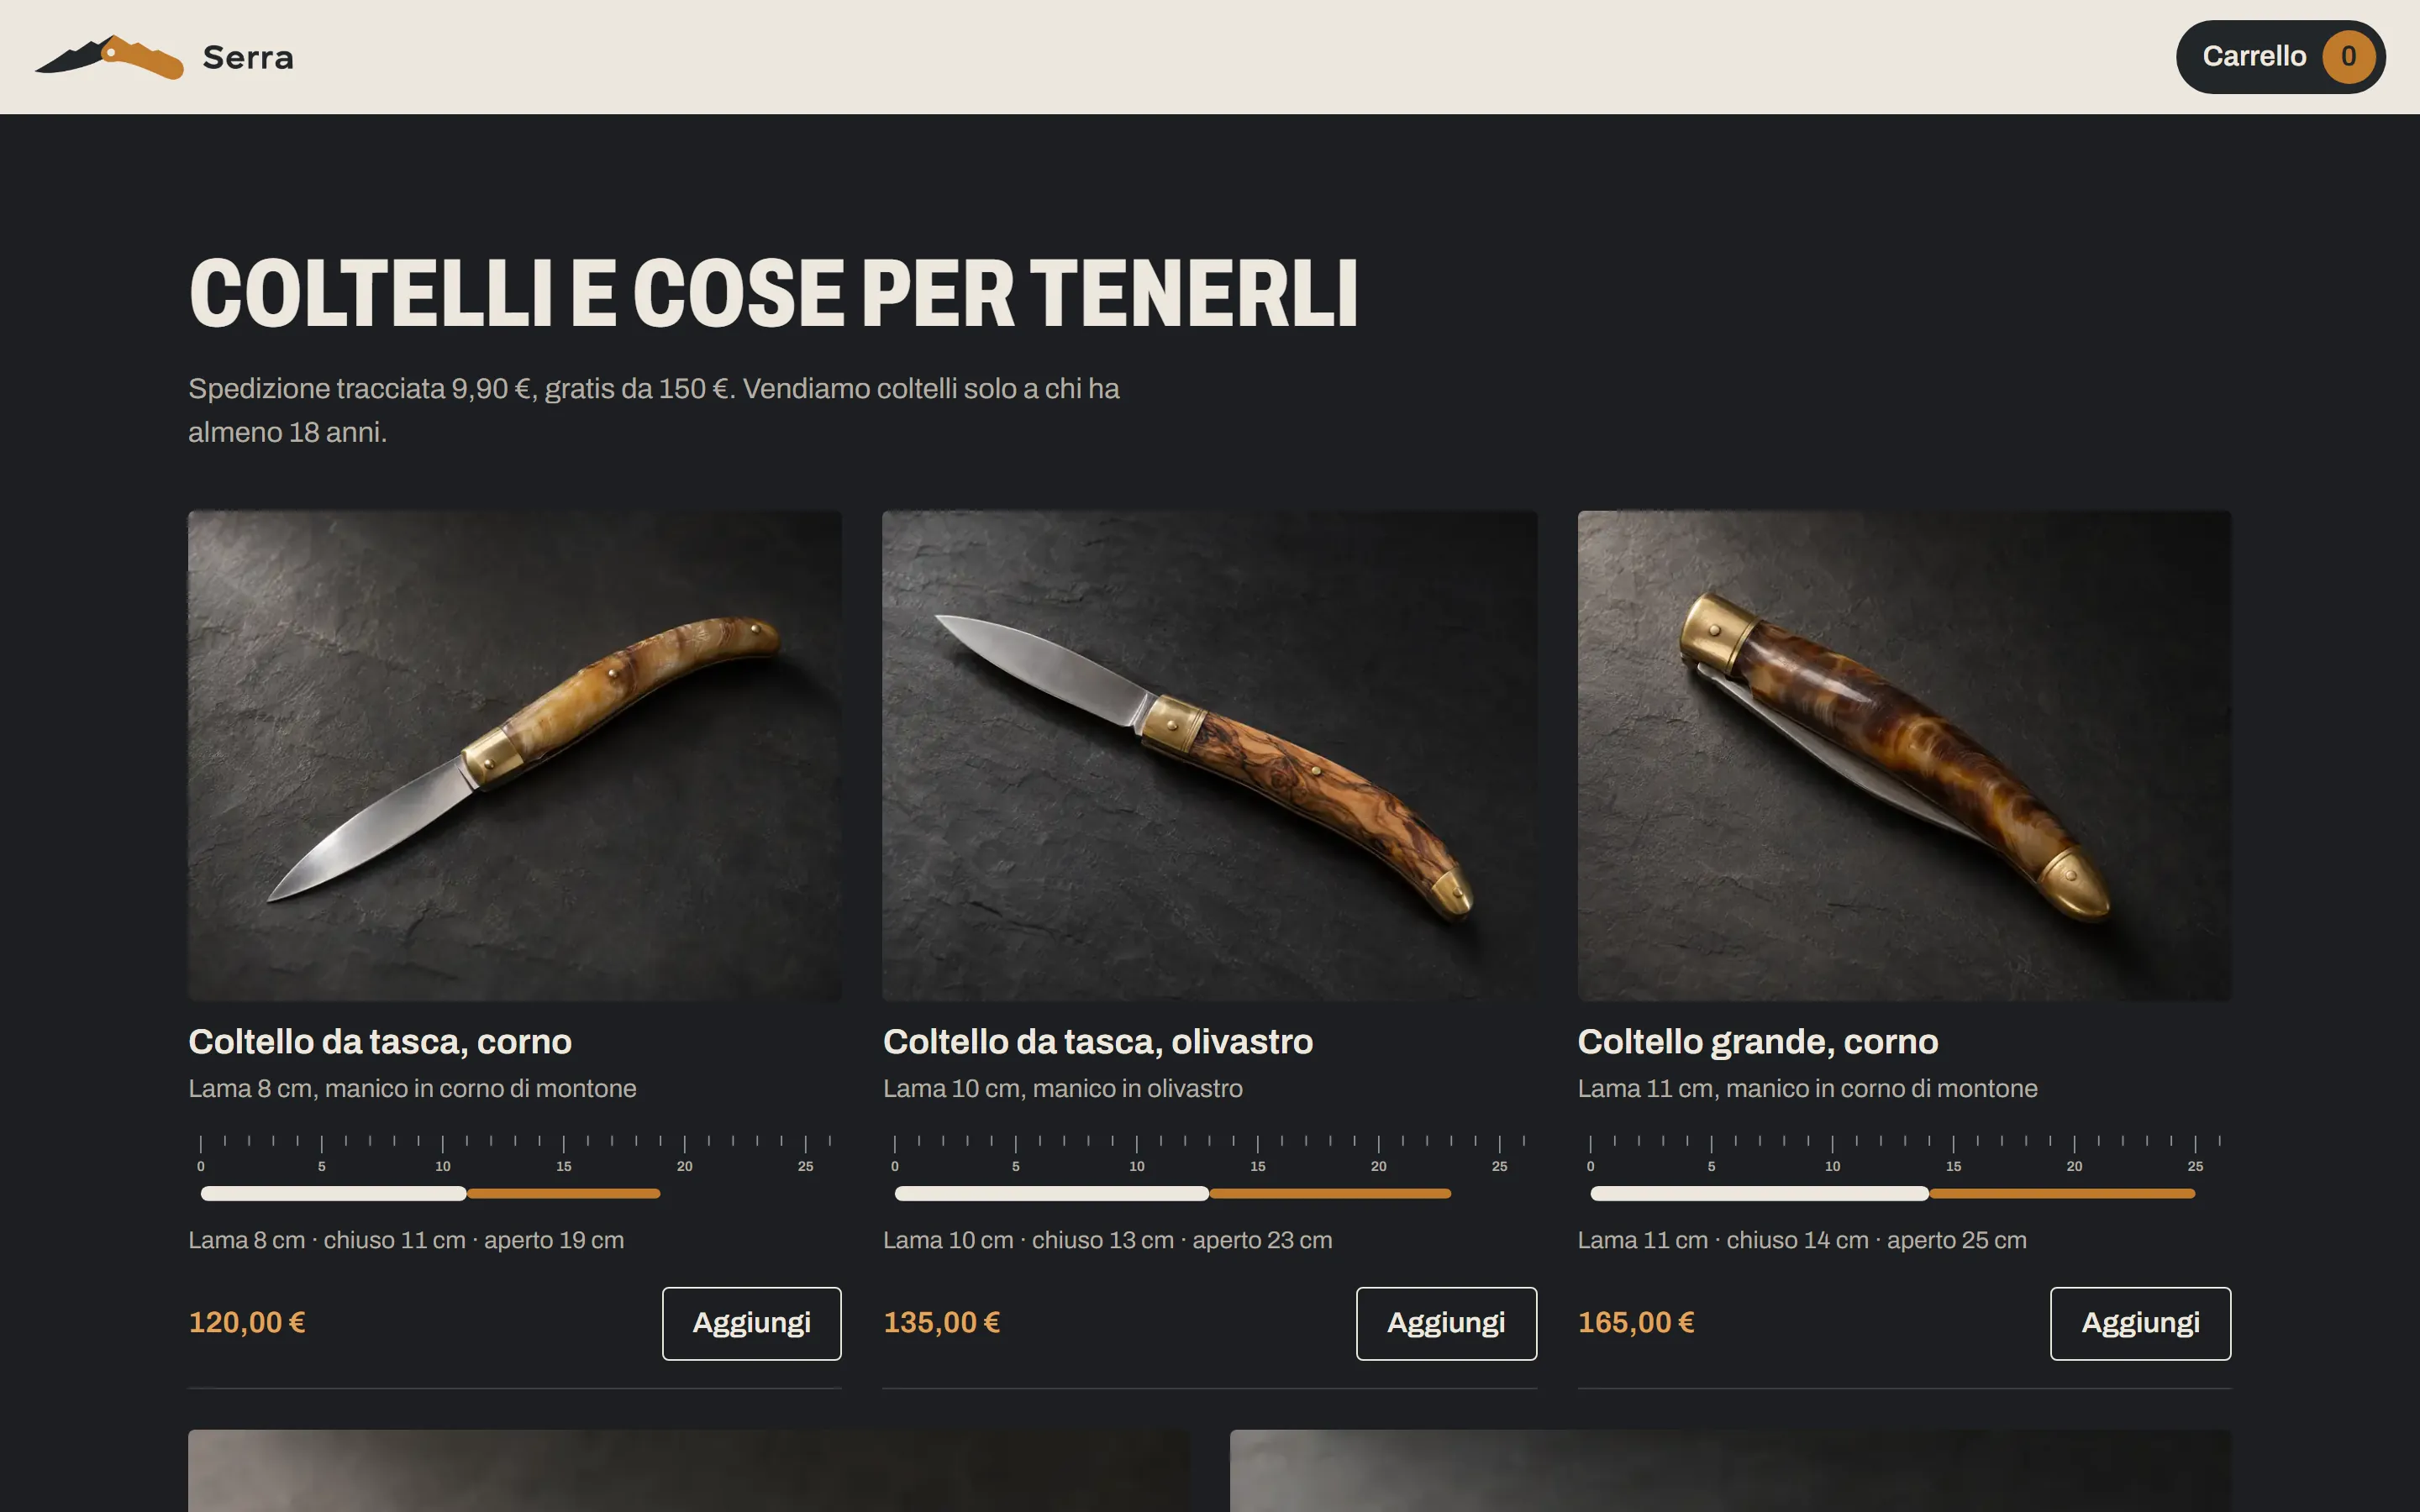 Serra
Carrello 0
COLTELLI E COSE PER TENERLI
Spedizione tracciata 9,90 €, gratis da 150 €. Vendiamo coltelli solo a chi ha
almeno 18 anni.
Coltello da tasca, corno
Lama 8 cm, manico in corno di montone
0 5 10 15 20 25
Lama 8 cm · chiuso 11 cm · aperto 19 cm
120,00 €
Aggiungi
Coltello da tasca, olivastro
Lama 10 cm, manico in olivastro
0 5 10 15 20 25
Lama 10 cm · chiuso 13 cm · aperto 23 cm
135,00 €
Aggiungi
Coltello grande, corno
Lama 11 cm, manico in corno di montone
0 5 10 15 20 25
Lama 11 cm · chiuso 14 cm · aperto 25 cm
165,00 €
Aggiungi